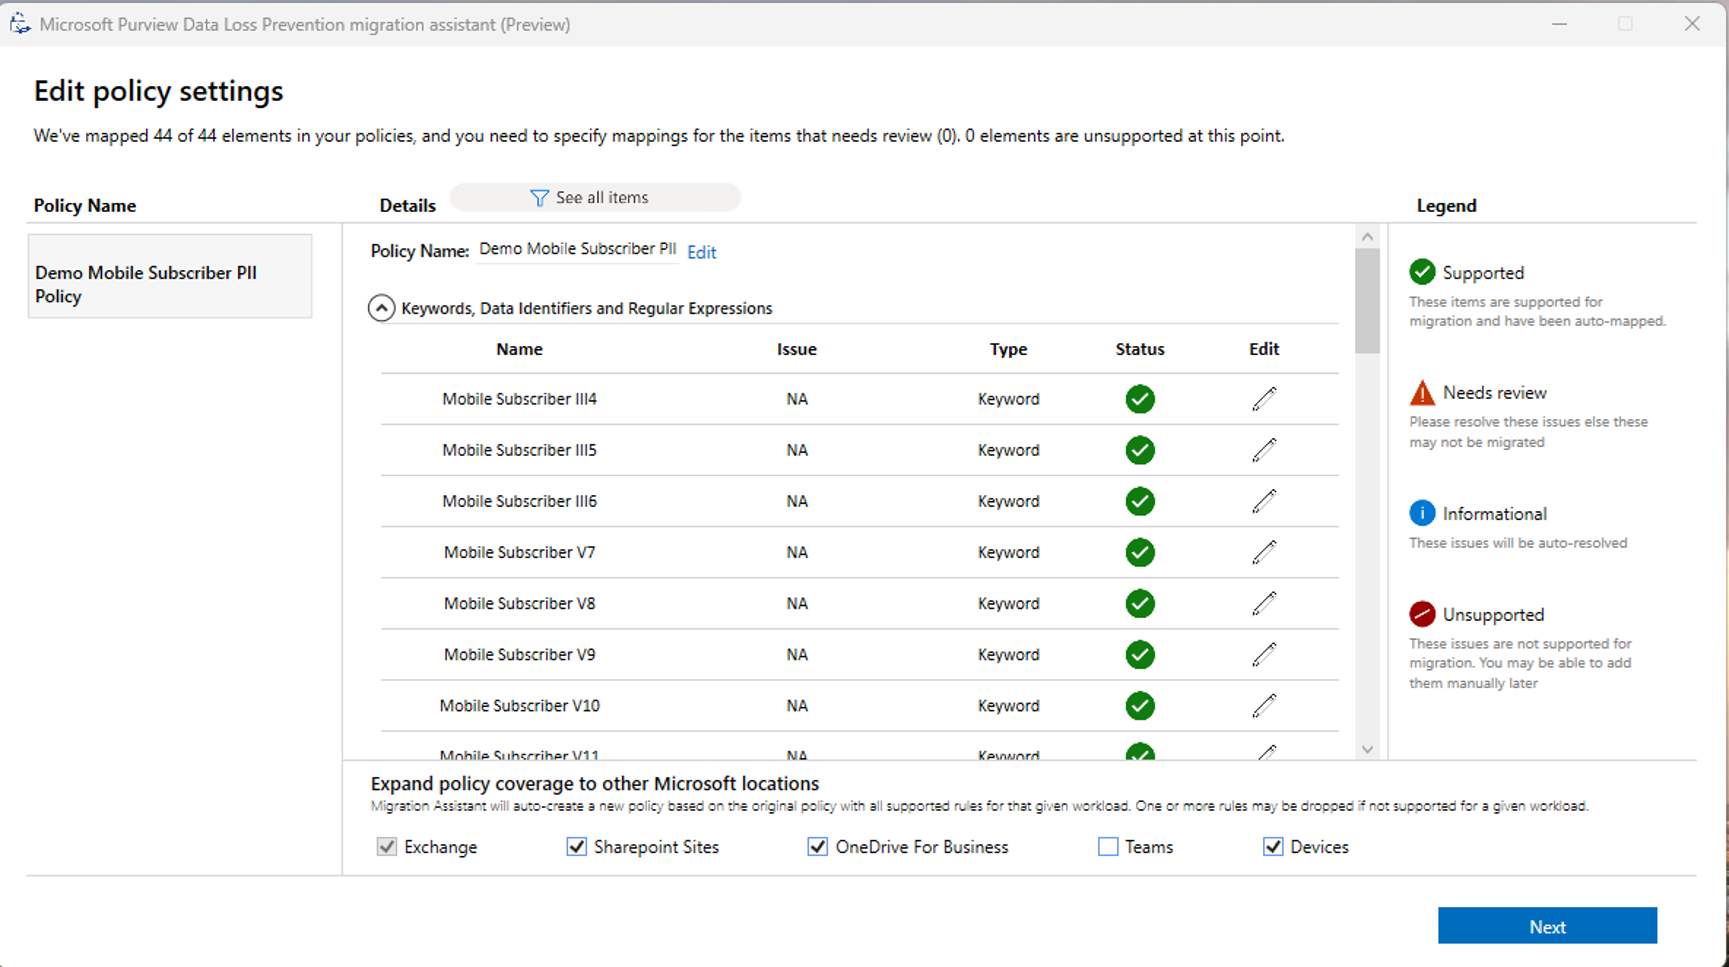 Microsoft Purview Data Loss Prevention migration assistant (Preview)
Edit policy settings
We've mapped 44 of 44 elements in your policies, and you need to specify mappings for the items that needs review (0). 0 elements are unsupported at this point.
Policy Name
Details
See all items
Legend
Demo Mobile Subscriber PII
Policy
Policy Name: Demo Mobile Subscriber PII Edit
Keywords, Data Identifiers and Regular Expressions
Name Issue Type Status Edit
Mobile Subscriber III4 NA Keyword
Mobile Subscriber III5 NA Keyword
Mobile Subscriber III6 NA Keyword
Mobile Subscriber V7 NA Keyword
Mobile Subscriber V8 NA Keyword
Mobile Subscriber V9 NA Keyword
Mobile Subscriber V10 NA Keyword
Mobile Subscriber V11 NA Keyword
Supported
These items are supported for
migration and have been auto-mapped.
Needs review
Please resolve these issues else these
may not be migrated
Informational
These issues will be auto-resolved
Unsupported
These issues are not supported for
migration. You may be able to add
them manually later
Expand policy coverage to other Microsoft locations
Migration Assistant will auto-create a new policy based on the original policy with all supported rules for that given workload. One or more rules may be dropped if not supported for a given workload.
Exchange Sharepoint Sites OneDrive For Business Teams Devices
Next